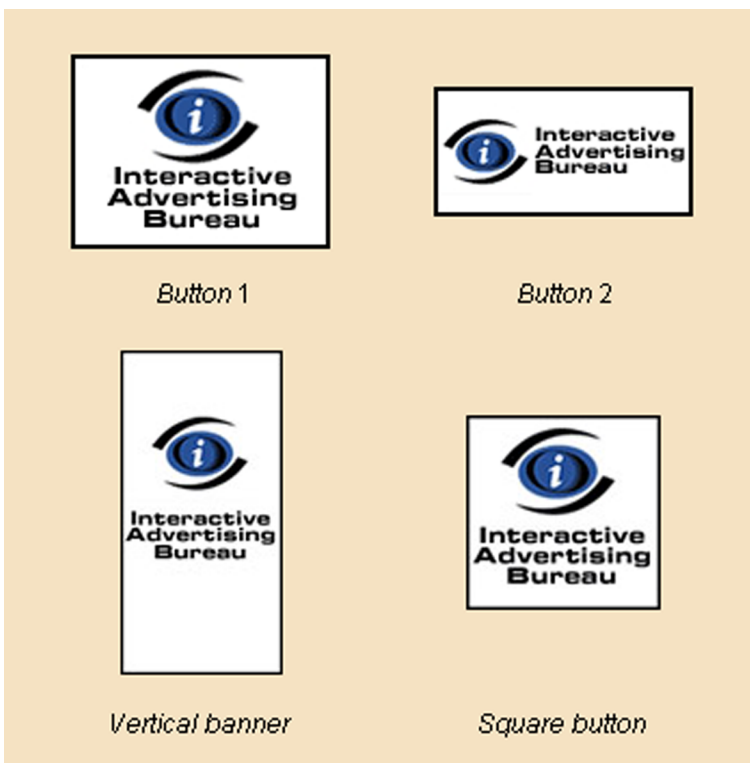 i
Interactive
Advertising
Bureau
Button 1
i
Interactive
Advertising
Bureau
Button 2
i
Interactive
Advertising
Bureau
Vertical banner
i
Interactive
Advertising
Bureau
Square button